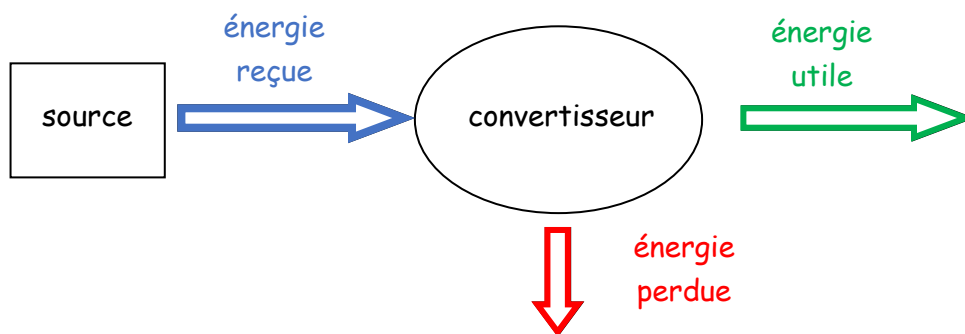 énergie
reçue
source
convertisseur
énergie
utile
énergie
perdue